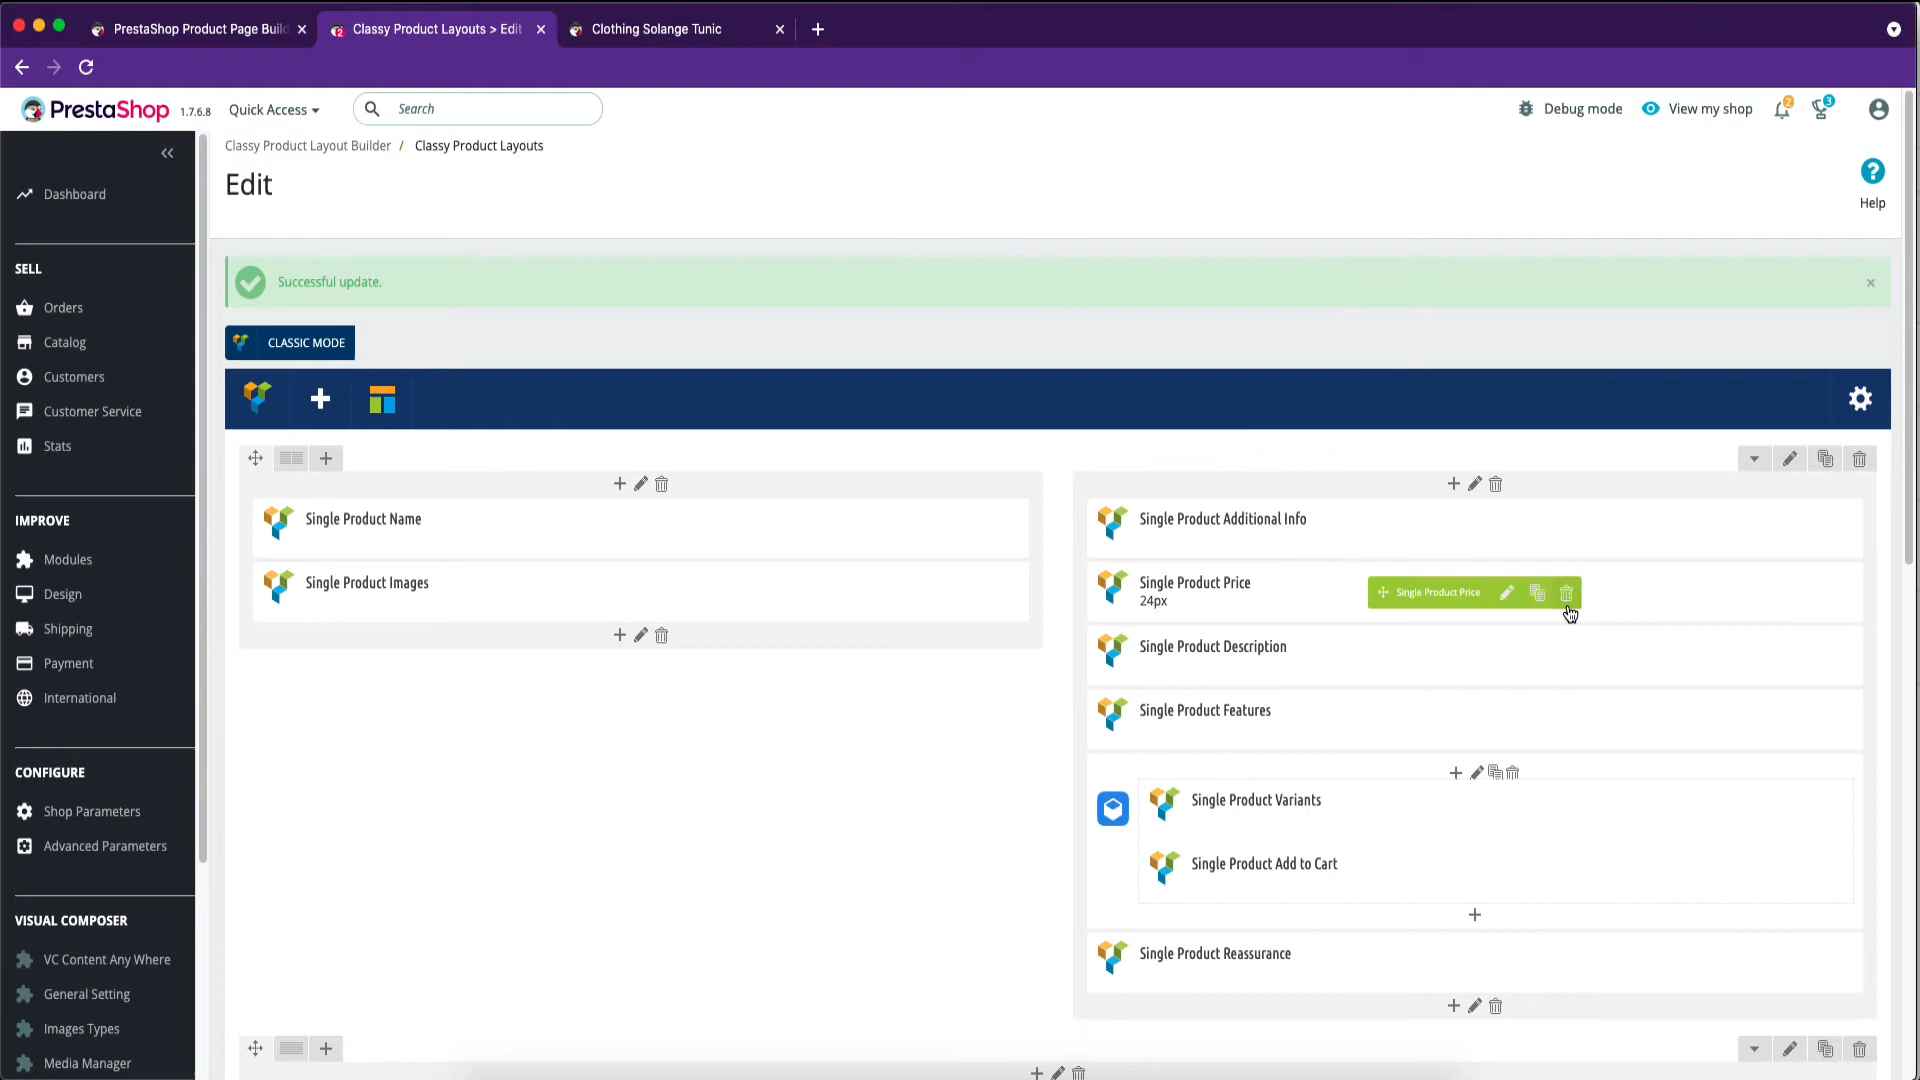 PrestaShop Product Page Build
Classy Product Layouts > Edit
Clothing Solange Tunic
PrestaShop 1.7.6.8
Quick Access
Search
Debug mode
View my shop
2
3
Classy Product Layout Builder / Classy Product Layouts
Edit
Help
Dashboard
SELL
Orders
Catalog
Customers
Customer Service
Stats
IMPROVE
Modules
Design
Shipping
Payment
International
CONFIGURE
Shop Parameters
Advanced Parameters
VISUAL COMPOSER
VC Content Any Where
General Setting
Images Types
Media Manager
Successful update.
CLASSIC MODE
Single Product Name
Single Product Images
Single Product Additional Info
Single Product Price
24px
Single Product Price
Single Product Description
Single Product Features
Single Product Variants
Single Product Add to Cart
Single Product Reassurance